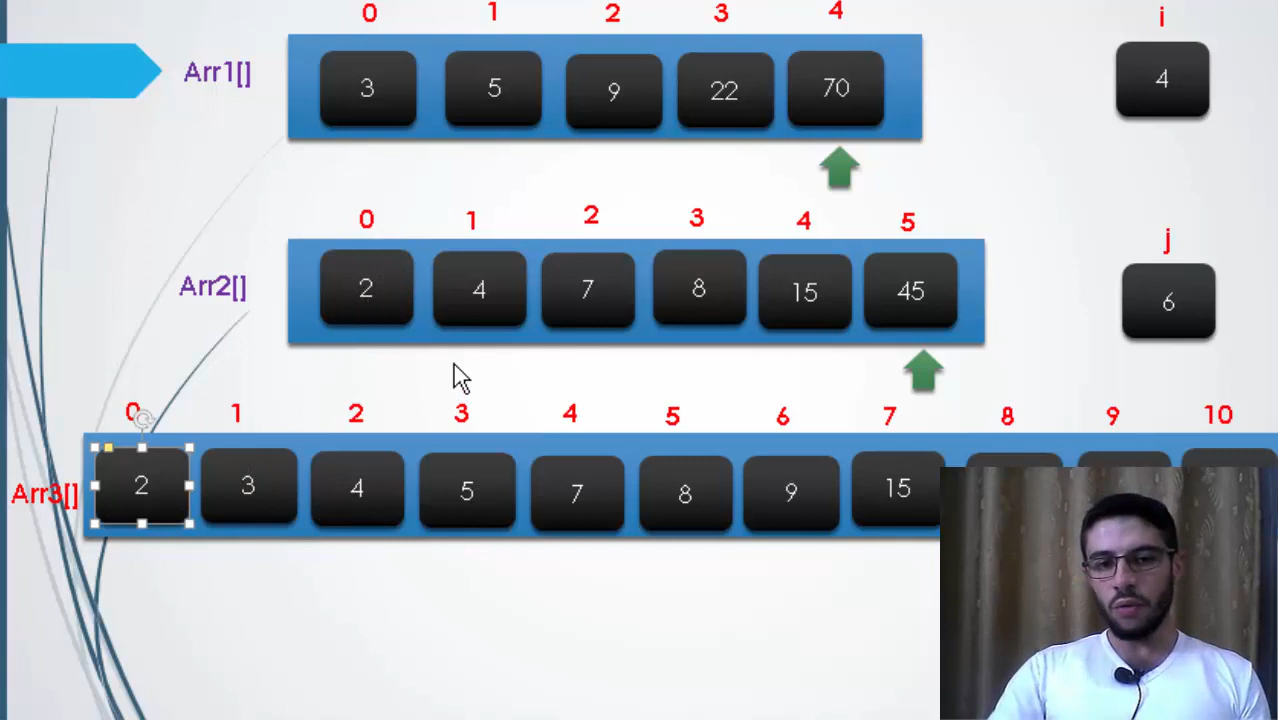 0 1 2 3 4 i
Arr1[] 3 5 9 22 70 4
0 1 2 3 4 5 j
Arr2[] 2 4 7 8 15 45 6
0 1 2 3 4 5 6 7 8 9 10
Arr3[] 2 3 4 5 7 8 9 15